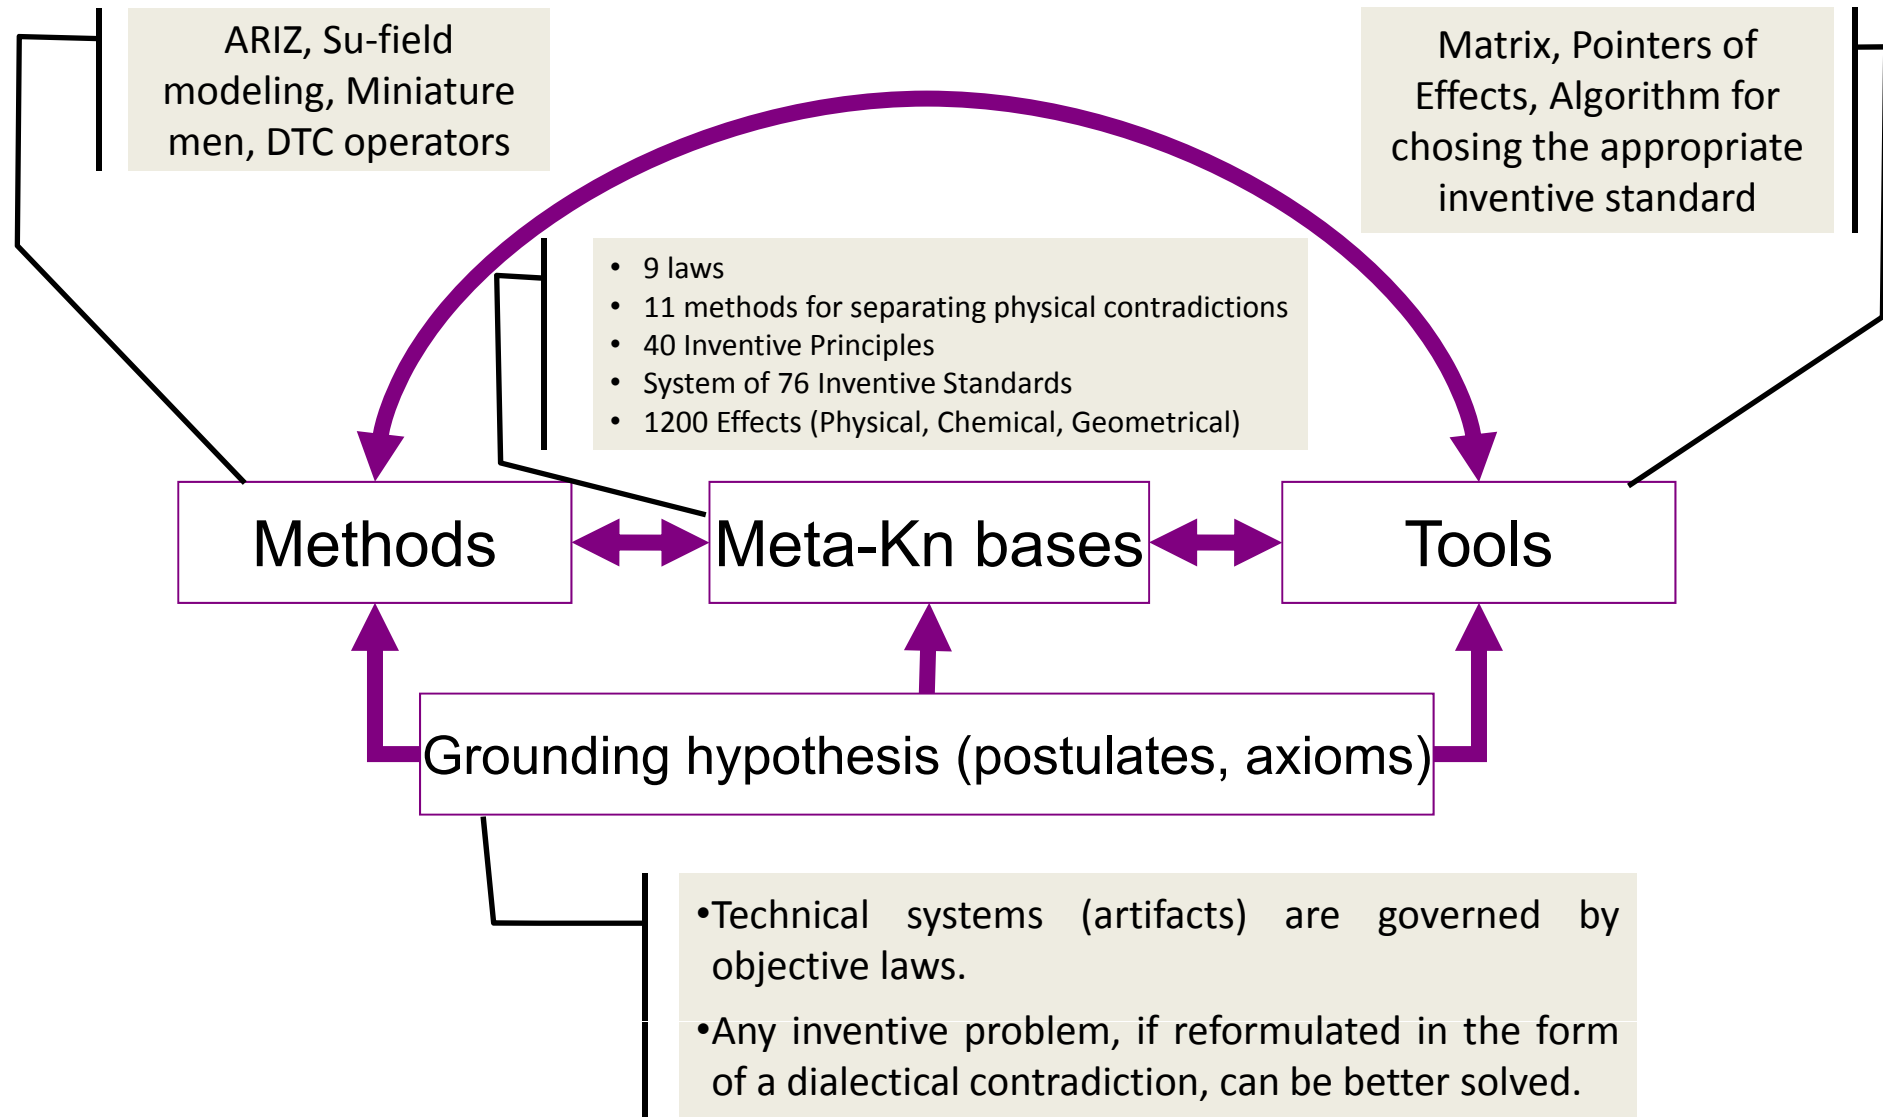 ARIZ, Su-field
modeling, Miniature
men, DTC operators
Matrix, Pointers of
Effects, Algorithm for
chosing the appropriate
inventive standard
• 9 laws
• 11 methods for separating physical contradictions
• 40 Inventive Principles
• System of 76 Inventive Standards
• 1200 Effects (Physical, Chemical, Geometrical)
Methods
Meta-Kn bases
Tools
Grounding hypothesis (postulates, axioms)
•Technical systems (artifacts) are governed by
objective laws.
•Any inventive problem, if reformulated in the form
of a dialectical contradiction, can be better solved.